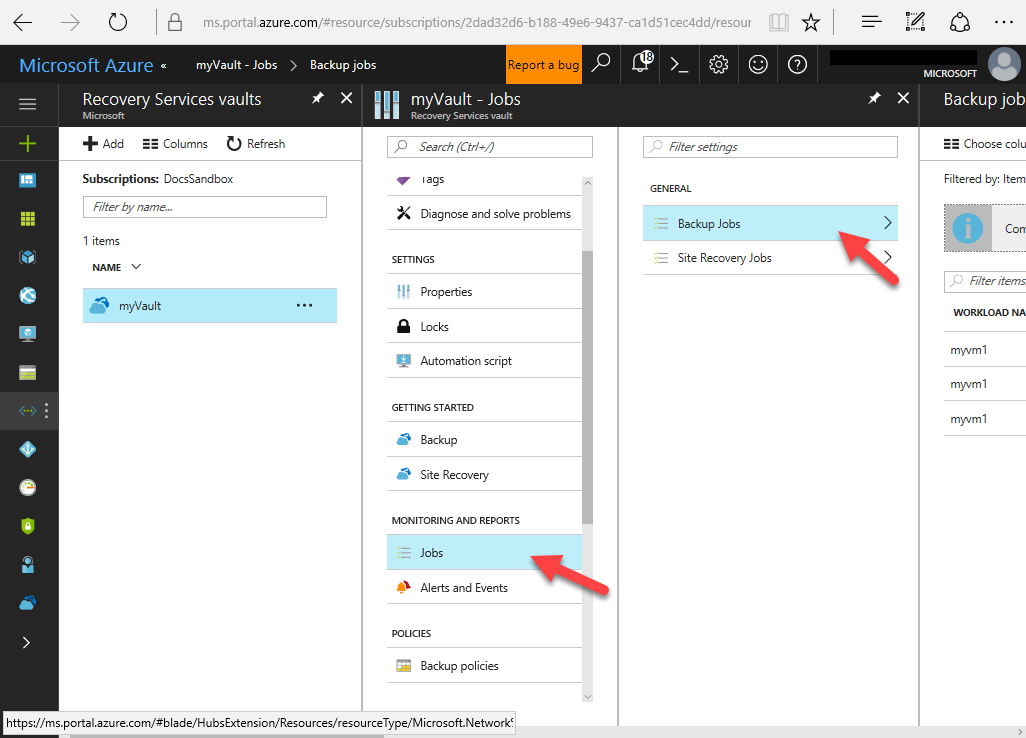 ms.portal.azure.com/#resource/subscriptions/2dad32d6-b188-49e6-9437-ca1d51cec4dd/resour
Microsoft Azure «
myVault - Jobs > Backup jobs
Report a bug
18
MICROSOFT
Recovery Services vaults
Microsoft
Add
Columns
Refresh
Subscriptions: DocsSandbox
Filter by name...
1 items
NAME
myVault
...
myVault - Jobs
Recovery Services vault
Search (Ctrl+/)
Tags
Diagnose and solve problems
SETTINGS
Properties
Locks
Automation script
GETTING STARTED
Backup
Site Recovery
MONITORING AND REPORTS
Jobs
Alerts and Events
POLICIES
Backup policies
Filter settings
GENERAL
Backup Jobs
Site Recovery Jobs
Backup job
Choose colu
Filtered by: Item
Com
Filter items
WORKLOAD NA
myvm1
myvm1
myvm1
https://ms.portal.azure.com/#blade/HubsExtension/Resources/resourceType/Microsoft.Network%